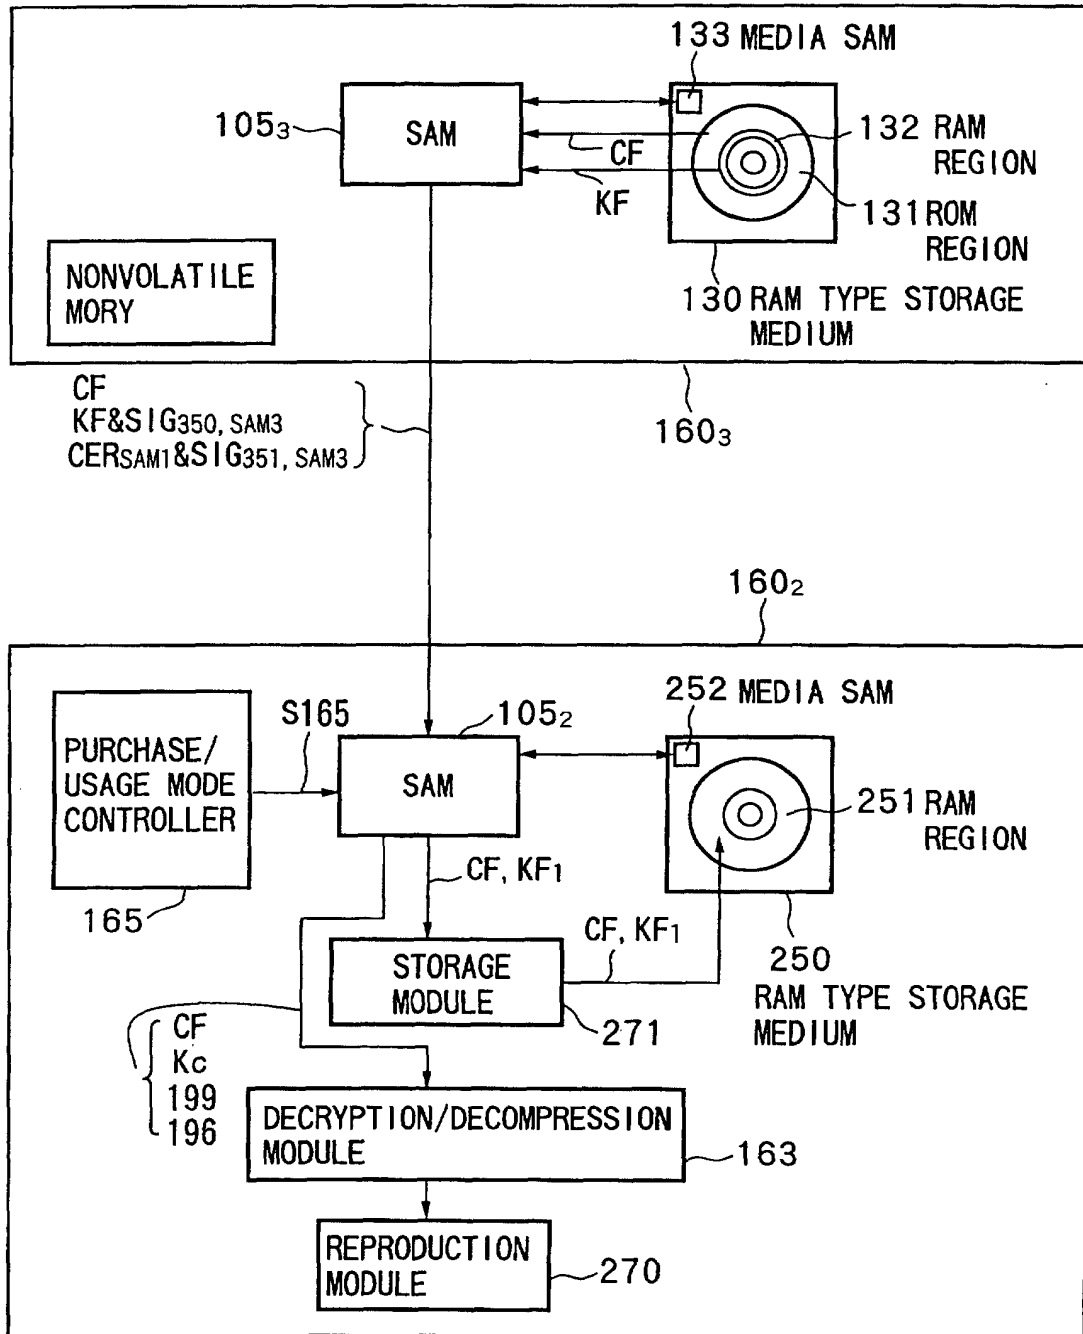 133 MEDIA SAM
105₃
SAM
CF
KF
132 RAM
REGION
131 ROM
REGION
NONVOLATILE
MORY
130 RAM TYPE STORAGE
MEDIUM
CF
KF&SIG350, SAM3
CERSAM1&SIG351, SAM3
160₃
160₂
S165
105₂
252 MEDIA SAM
PURCHASE/
USAGE MODE
CONTROLLER
SAM
251 RAM
REGION
CF, KF₁
165
STORAGE
MODULE
CF, KF₁
250
RAM TYPE STORAGE
MEDIUM
271
CF
Kc
199
196
DECRYPTION/DECOMPRESSION
MODULE
163
REPRODUCTION
MODULE
270